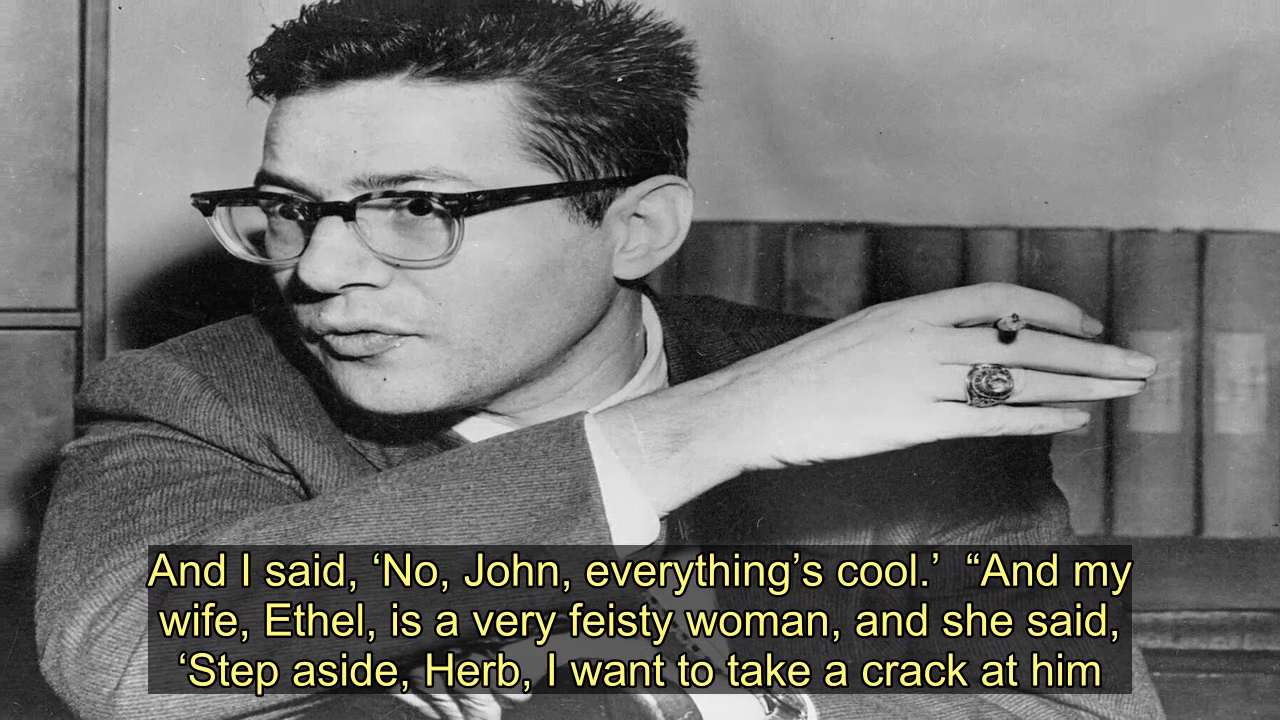 And I said, ‘No, John, everything’s cool.’  “And my
wife, Ethel, is a very feisty woman, and she said,
‘Step aside, Herb, I want to take a crack at him